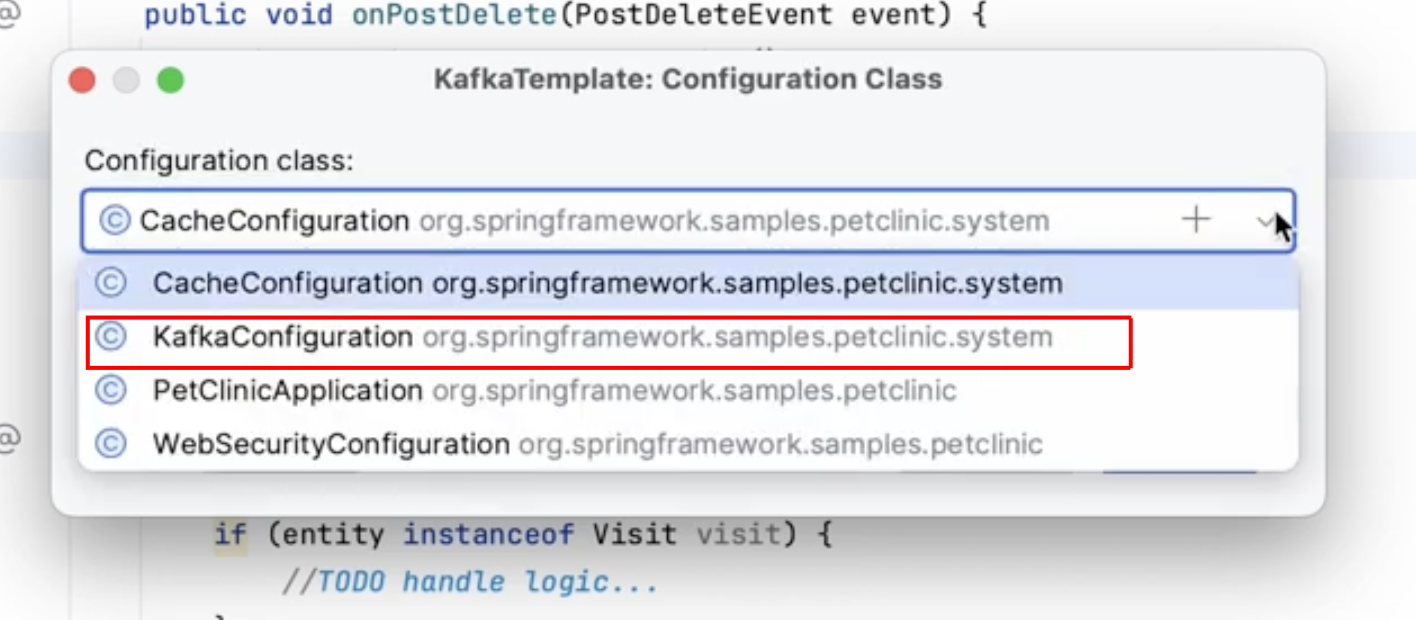 @ public void onPostDelete(PostDeleteEvent event) {
KafkaTemplate: Configuration Class
Configuration class:
© CacheConfiguration org.springframework.samples.petclinic.system +
© CacheConfiguration org.springframework.samples.petclinic.system
© KafkaConfiguration org.springframework.samples.petclinic.system
© PetClinicApplication org.springframework.samples.petclinic
@
© WebSecurityConfiguration org.springframework.samples.petclinic
if (entity instanceof Visit visit) {
//TODO handle logic...
}